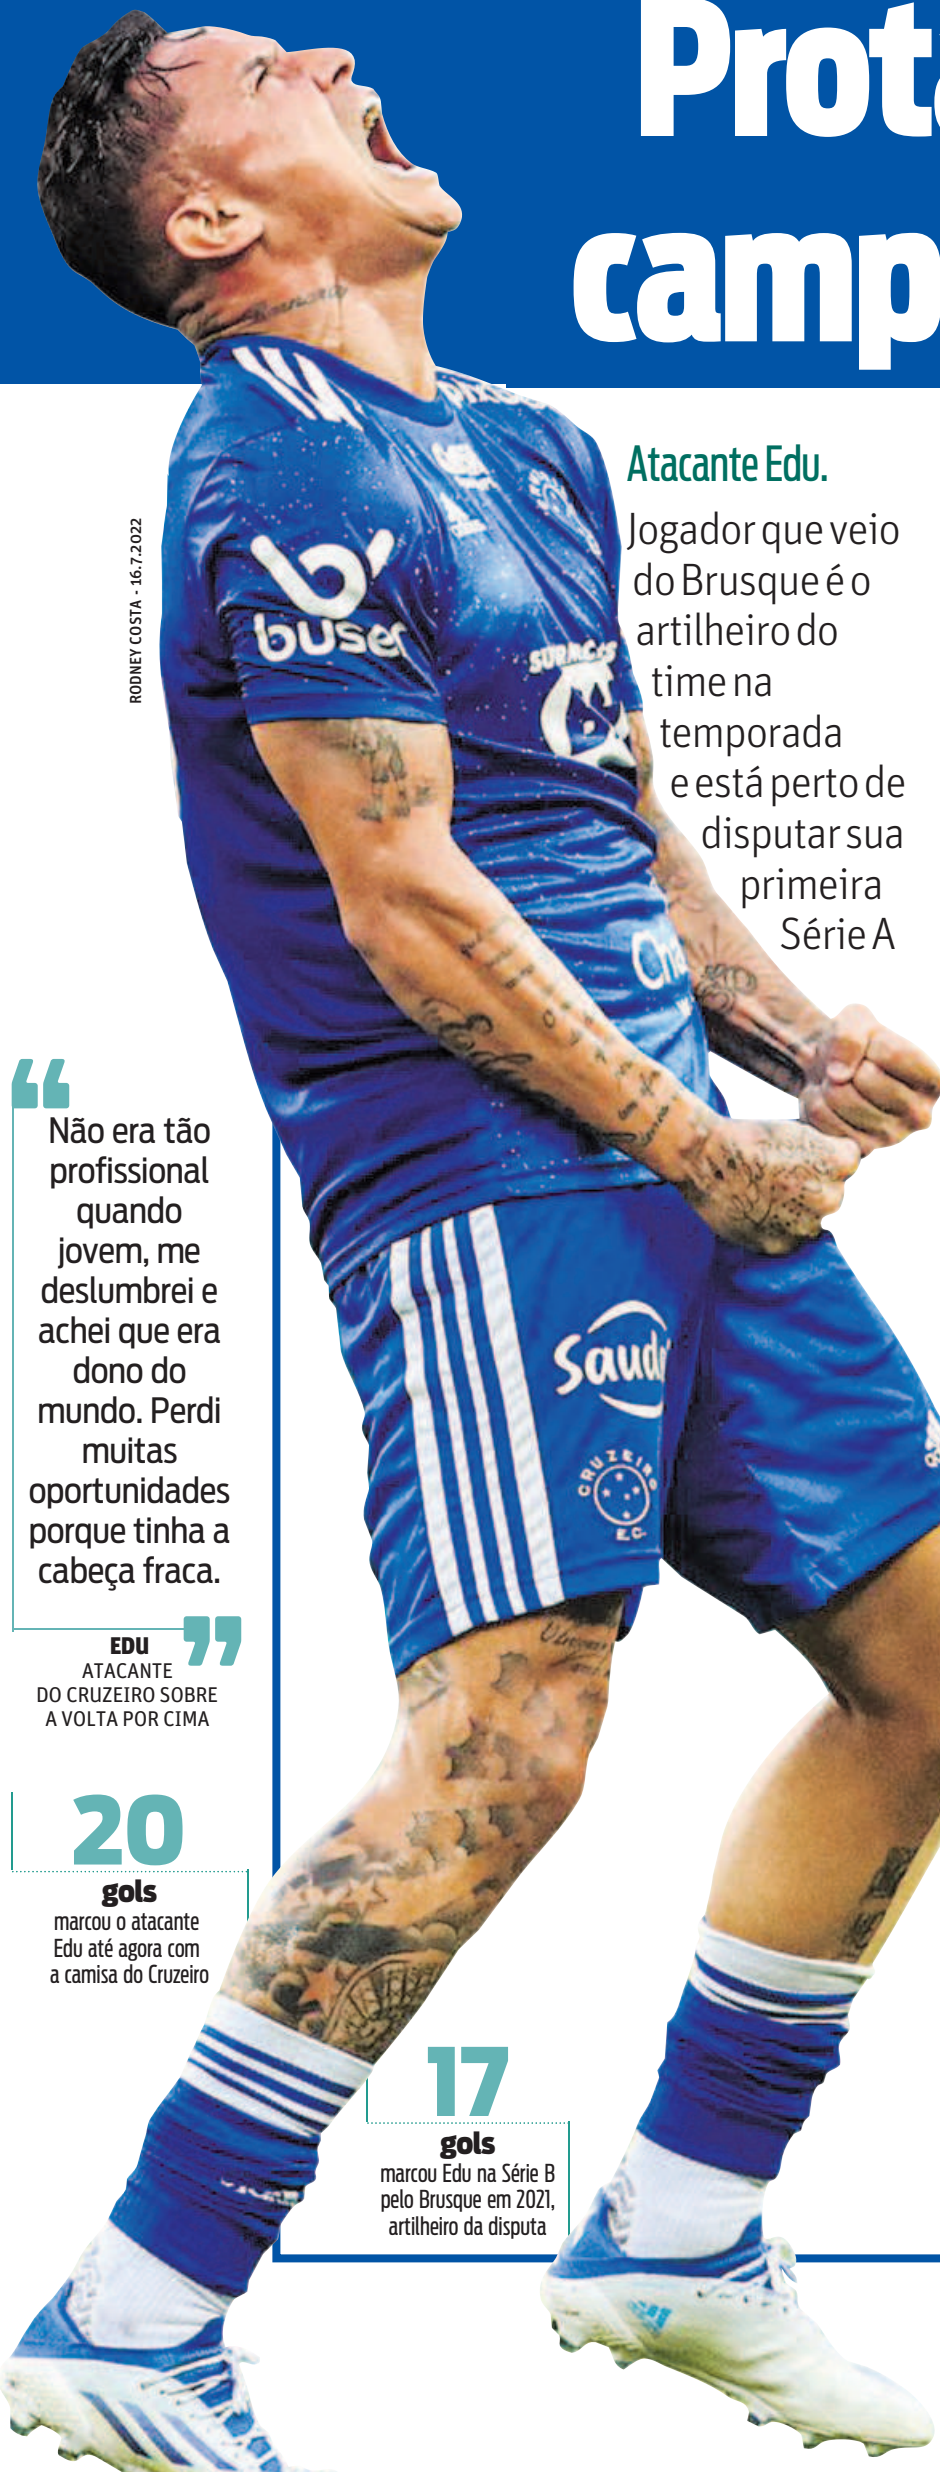 Prot
camp
Atacante Edu.
Jogador que veio
do Brusque é o
artilheiro do
time na
temporada
e está perto de
disputar sua
primeira
Série A
RODNEY COSTA - 16.7.2022
buser
Não era tão
profissional
quando
jovem, me
deslumbrei e
achei que era
dono do
mundo. Perdi
muitas
oportunidades
porque tinha a
cabeça fraca.
EDU
ATACANTE
DO CRUZEIRO SOBRE
A VOLTA POR CIMA
CRUZEIRO
E.C.
20
gols
marcou o atacante
Edu até agora com
a camisa do Cruzeiro
17
gols
marcou Edu na Série B
pelo Brusque em 2021,
artilheiro da disputa